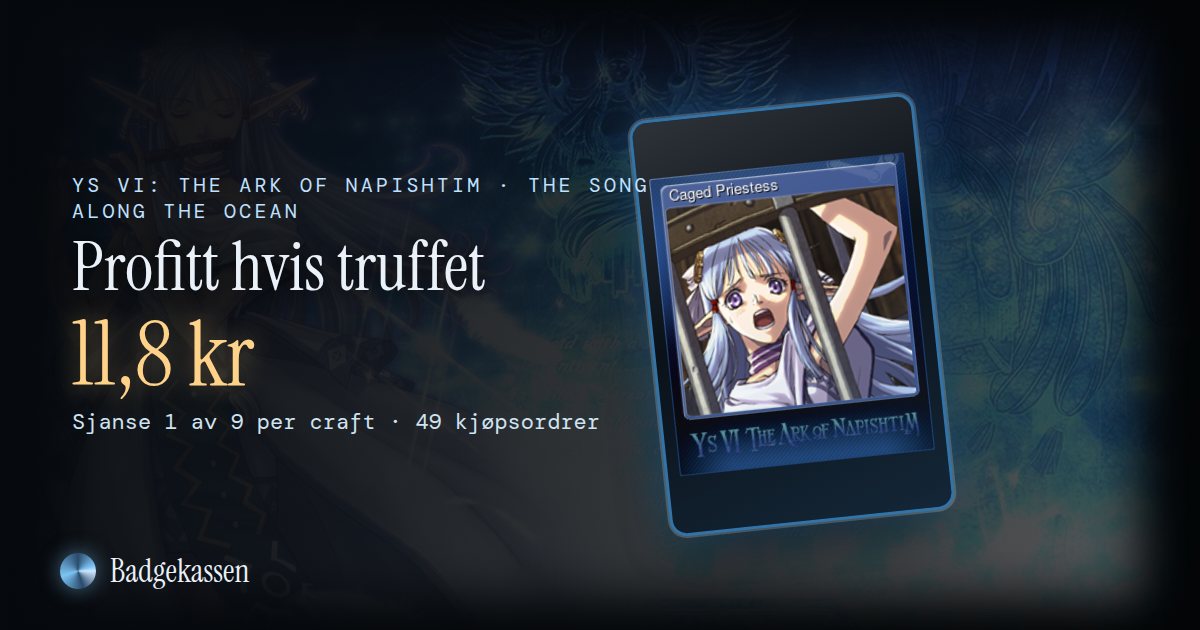 YS VI: THE ARK OF NAPISHTIM · THE SONG
ALONG THE OCEAN
Profitt hvis truffet
11,8 kr
Sjanse 1 av 9 per craft · 49 kjøpsordrer
Caged Priestess
YS VI THE ARK OF NAPISHTIM
Badgekassen